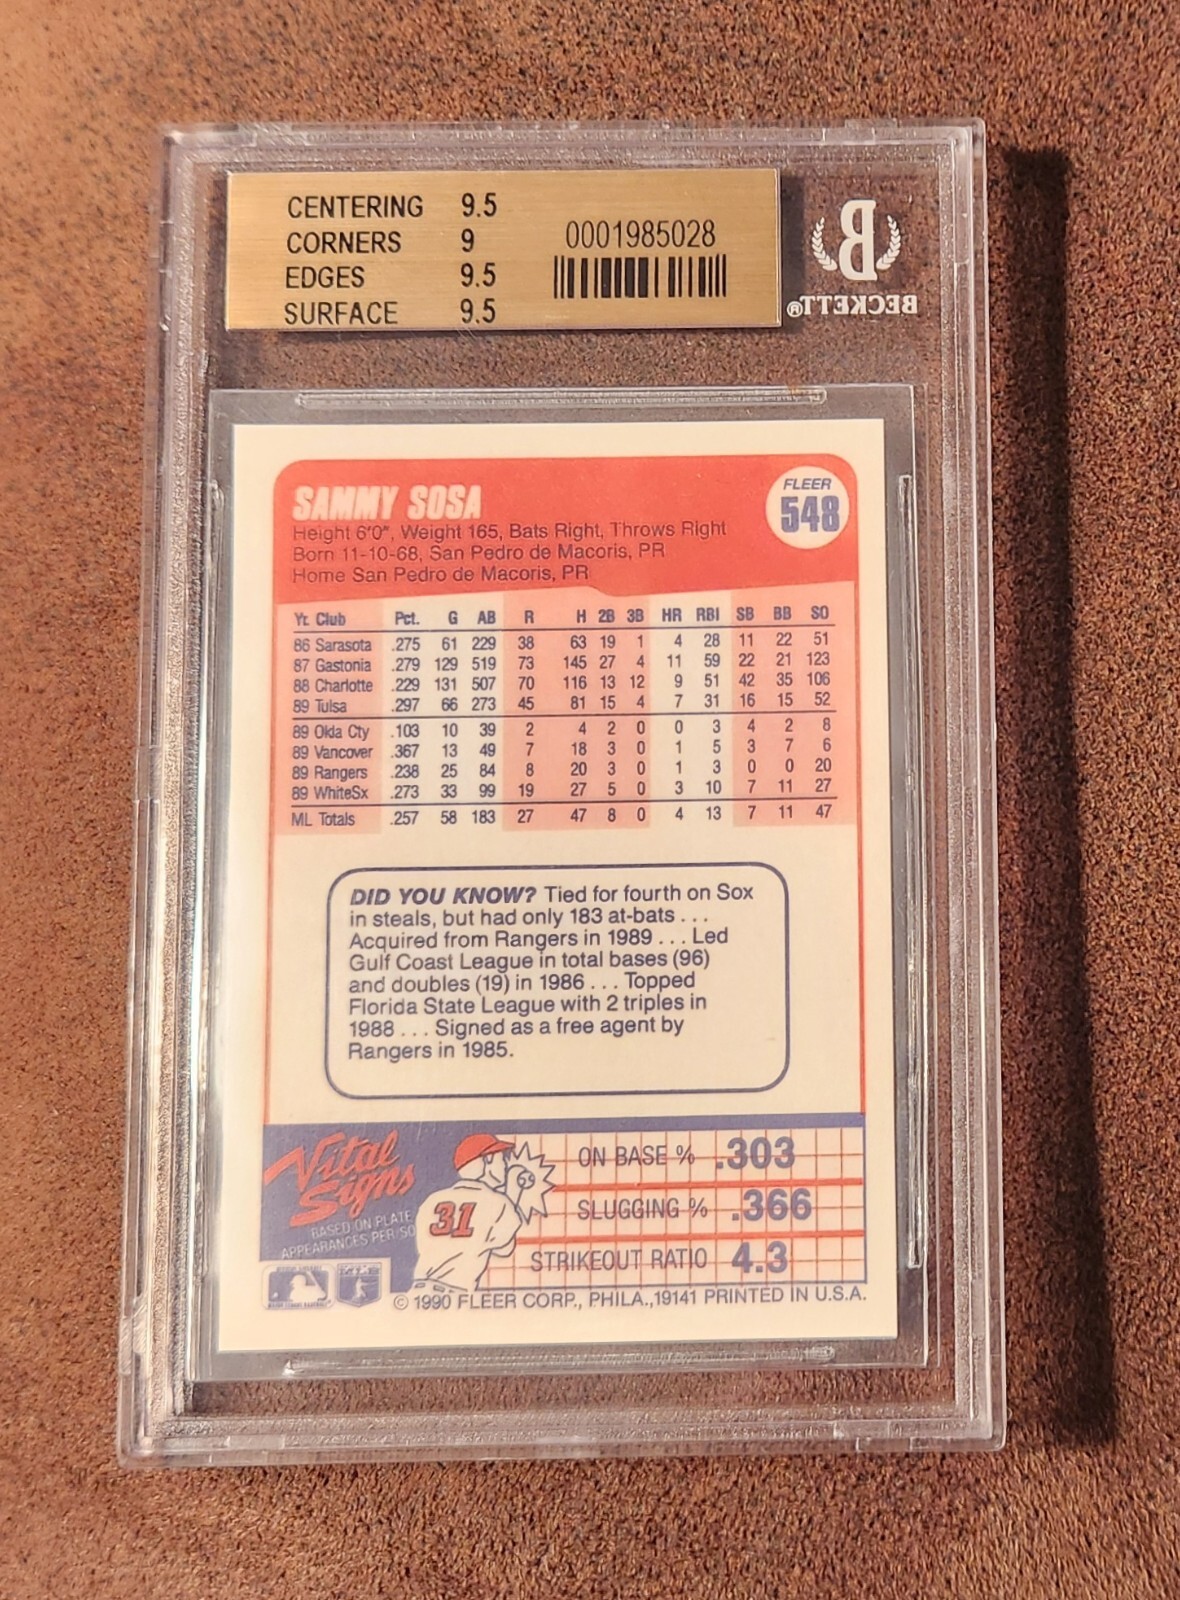 CENTERING 9.5
CORNERS 9
EDGES 9.5
SURFACE 9.5
0001985028
B
BECKETT®
SAMMY SOSA
FLEER
548
Height 6'0", Weight 165, Bats Right, Throws Right
Born 11-10-68, San Pedro de Macoris, PR
Home San Pedro de Macoris, PR
Yr. Club Pct. G AB R H 2B 3B HR RBI SB BB SO
86 Sarasota .275 61 229 38 63 19 1 4 28 11 22 51
87 Gastonia .279 129 519 73 145 27 4 11 59 22 21 123
88 Charlotte .229 131 507 70 116 13 12 9 51 42 35 106
89 Tulsa .297 66 273 45 81 15 4 7 31 16 15 52
89 Okla Cty .103 10 39 2 4 2 0 0 3 4 2 8
89 Vancover .367 13 49 7 18 3 0 1 5 3 7 6
89 Rangers .238 25 84 8 20 3 0 1 3 0 0 20
89 WhiteSx .273 33 99 19 27 5 0 3 10 7 11 27
ML Totals .257 58 183 27 47 8 0 4 13 7 11 47
DID YOU KNOW? Tied for fourth on Sox
in steals, but had only 183 at-bats . . .
Acquired from Rangers in 1989 . . . Led
Gulf Coast League in total bases (96)
and doubles (19) in 1986 . . . Topped
Florida State League with 2 triples in
1988 . . . Signed as a free agent by
Rangers in 1985.
Vital
Signs
BASED ON PLATE
APPEARANCES PER/SO
31
ON BASE % .303
SLUGGING % .366
STRIKEOUT RATIO 4.3
© 1990 FLEER CORP., PHILA.,19141 PRINTED IN U.S.A.